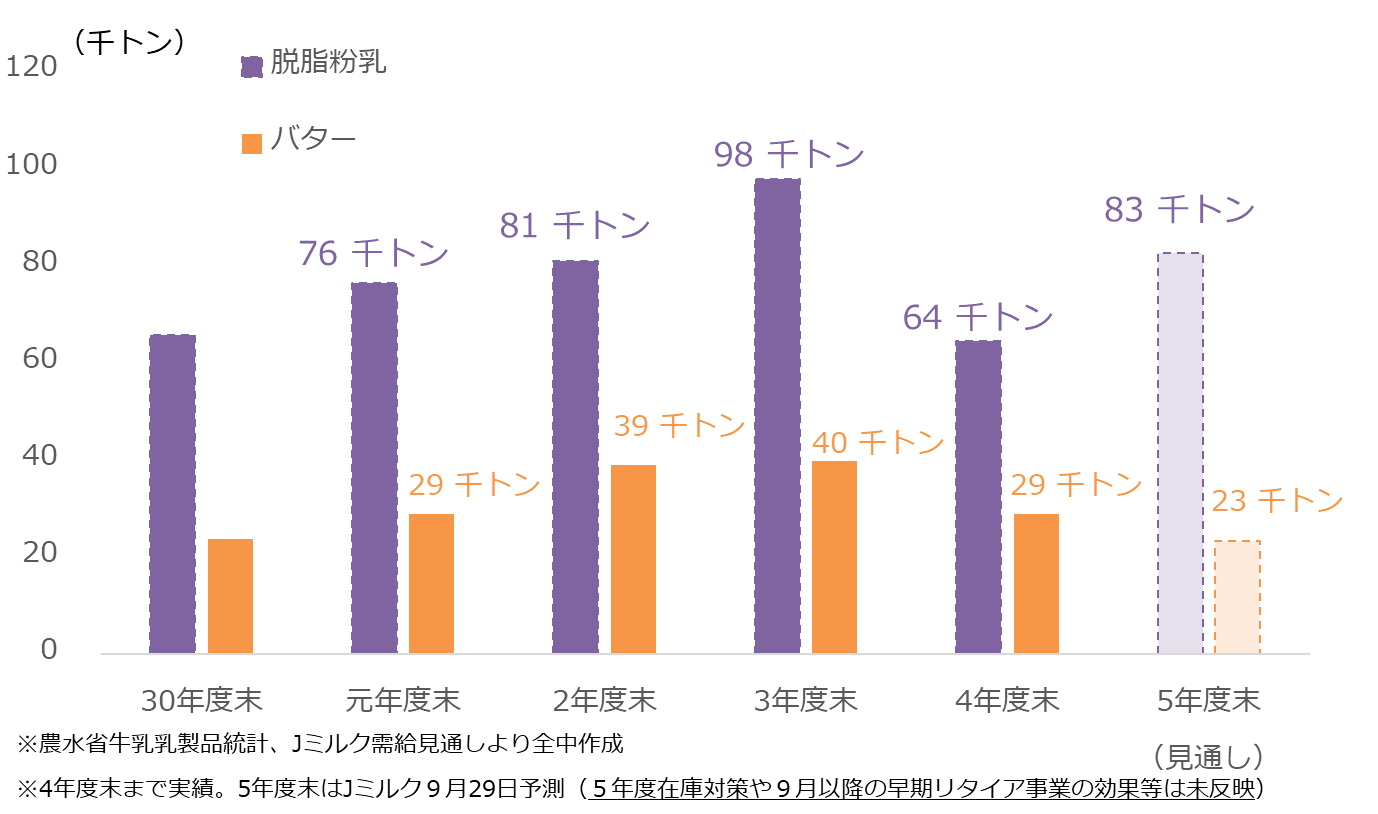 （千トン）
120
脱脂粉乳
バター
100
98 千トン
83 千トン
81 千トン
76 千トン
80
64 千トン
60
39 千トン
40 千トン
40
29 千トン
29 千トン
23 千トン
20
0
30年度末 元年度末 2年度末 3年度末 4年度末 5年度末
（見通し）
※農水省牛乳乳製品統計、Jミルク需給見通しより全中作成
※4年度末まで実績。5年度末はJミルク９月29日予測（５年度在庫対策や９月以降の早期リタイア事業の効果等は未反映）